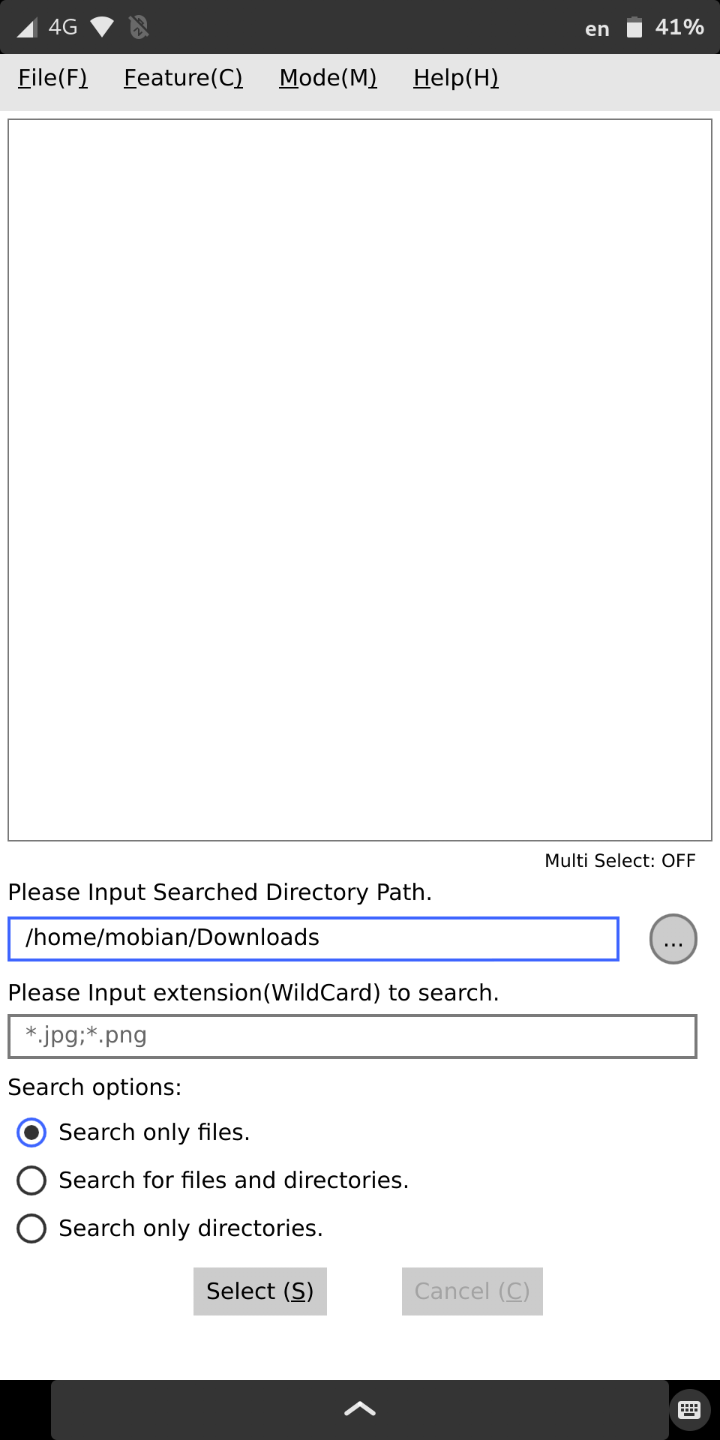 4G en 41%
File(F) Feature(C) Mode(M) Help(H)
Multi Select: OFF
Please Input Searched Directory Path.
/home/mobian/Downloads ...
Please Input extension(WildCard) to search.
*.jpg;*.png
Search options:
Search only files.
Search for files and directories.
Search only directories.
Select (S) Cancel (C)